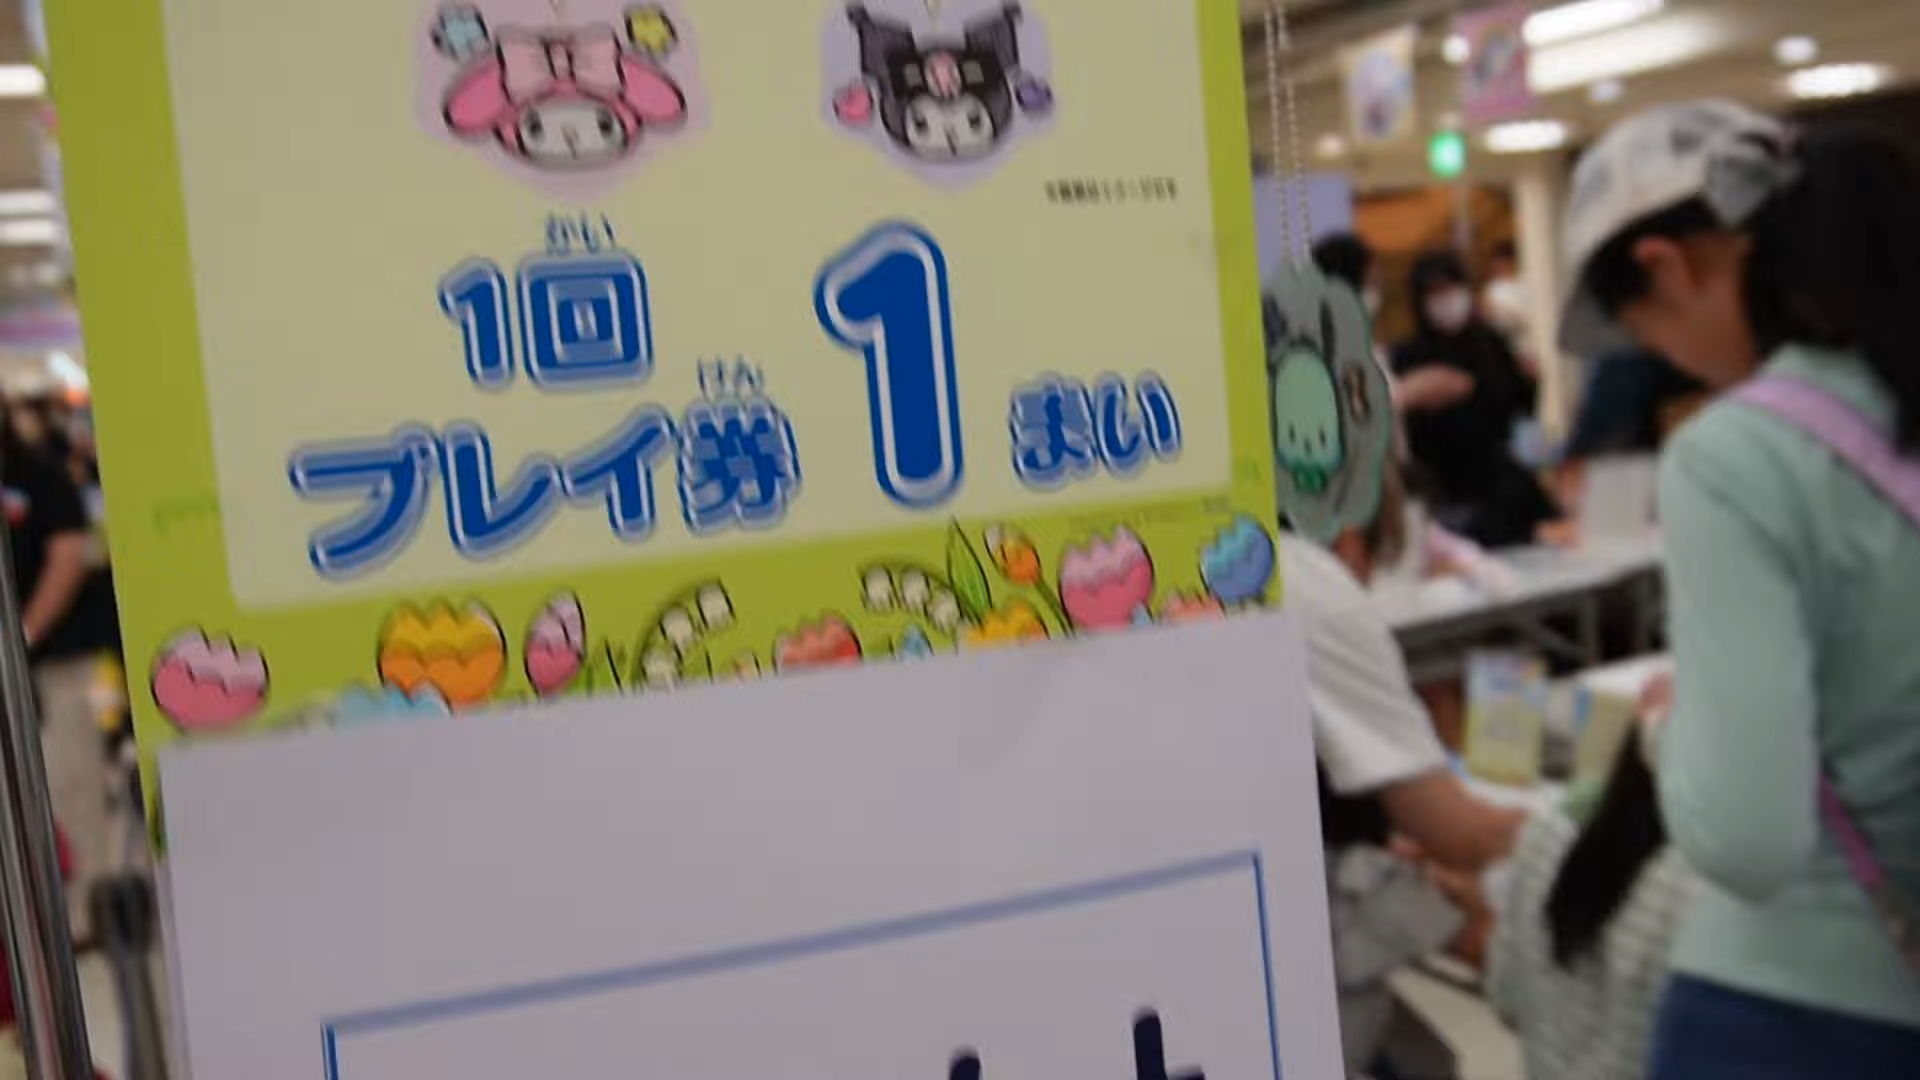 かい
1回
けん
プレイ券 1 まい